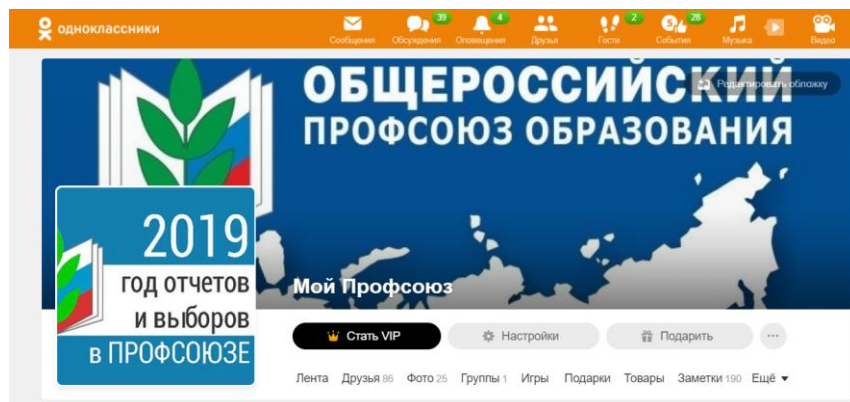 одноклассники
39 4 2 28
Сообщения Обсуждения Оповещения Друзья Гости События Музыка Видео
ОБЩЕРОССИЙСКИЙ
Редактировать обложку
ПРОФСОЮЗ ОБРАЗОВАНИЯ
2019
год отчетов
и выборов
в ПРОФСОЮЗЕ
Мой Профсоюз
Стать VIP Настройки Подарить ...
Лента Друзья 86 Фото 25 Группы 1 Игры Подарки Товары Заметки 190 Ещё